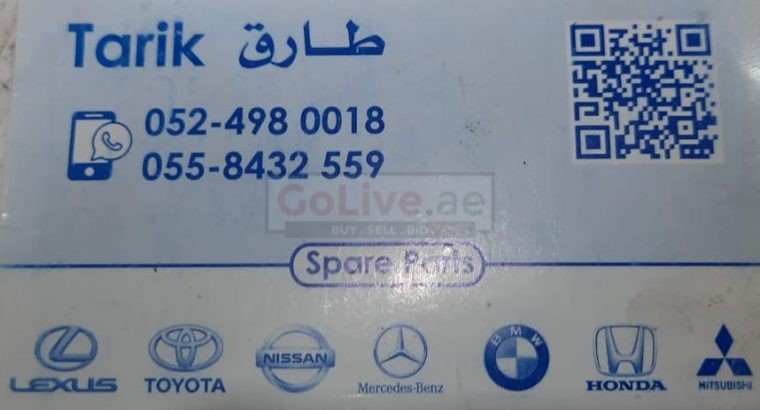 Tarik طارق
052-498 0018
055-8432 559
GoLive.ae
BUY . SELL . BID
Spare Parts
LEXUS TOYOTA NISSAN Mercedes-Benz BMW HONDA MITSUBISHI